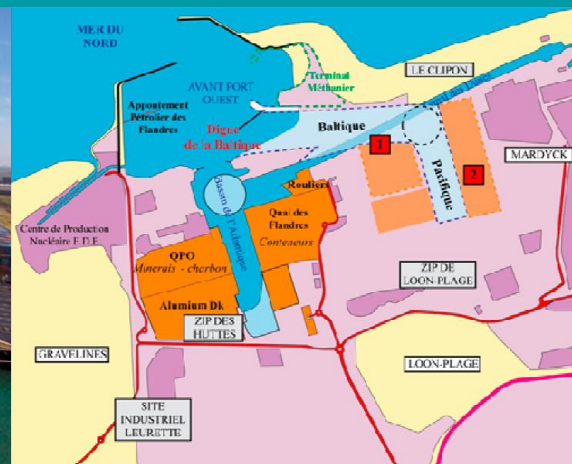 MER DU
NORD
LE CLIPON
Terminal
Méthanier
AVANT PORT
OUEST
Appontement
Pétrolier des
Flandres
Digue
de la Baltique
Baltique
1
MARDYCK
2
Pacifique
Rouliers
Bassin de l'Atlantique
Quai des
Flandres
Conteneurs
Centre de Production
Nucléaire E.D.F.
QPO
Minerais - charbon
ZIP DE
LOON-PLAGE
Alumium Dk
ZIP DES
HUTTES
GRAVELINES
LOON-PLAGE
SITE
INDUSTRIEL
LEURETTE